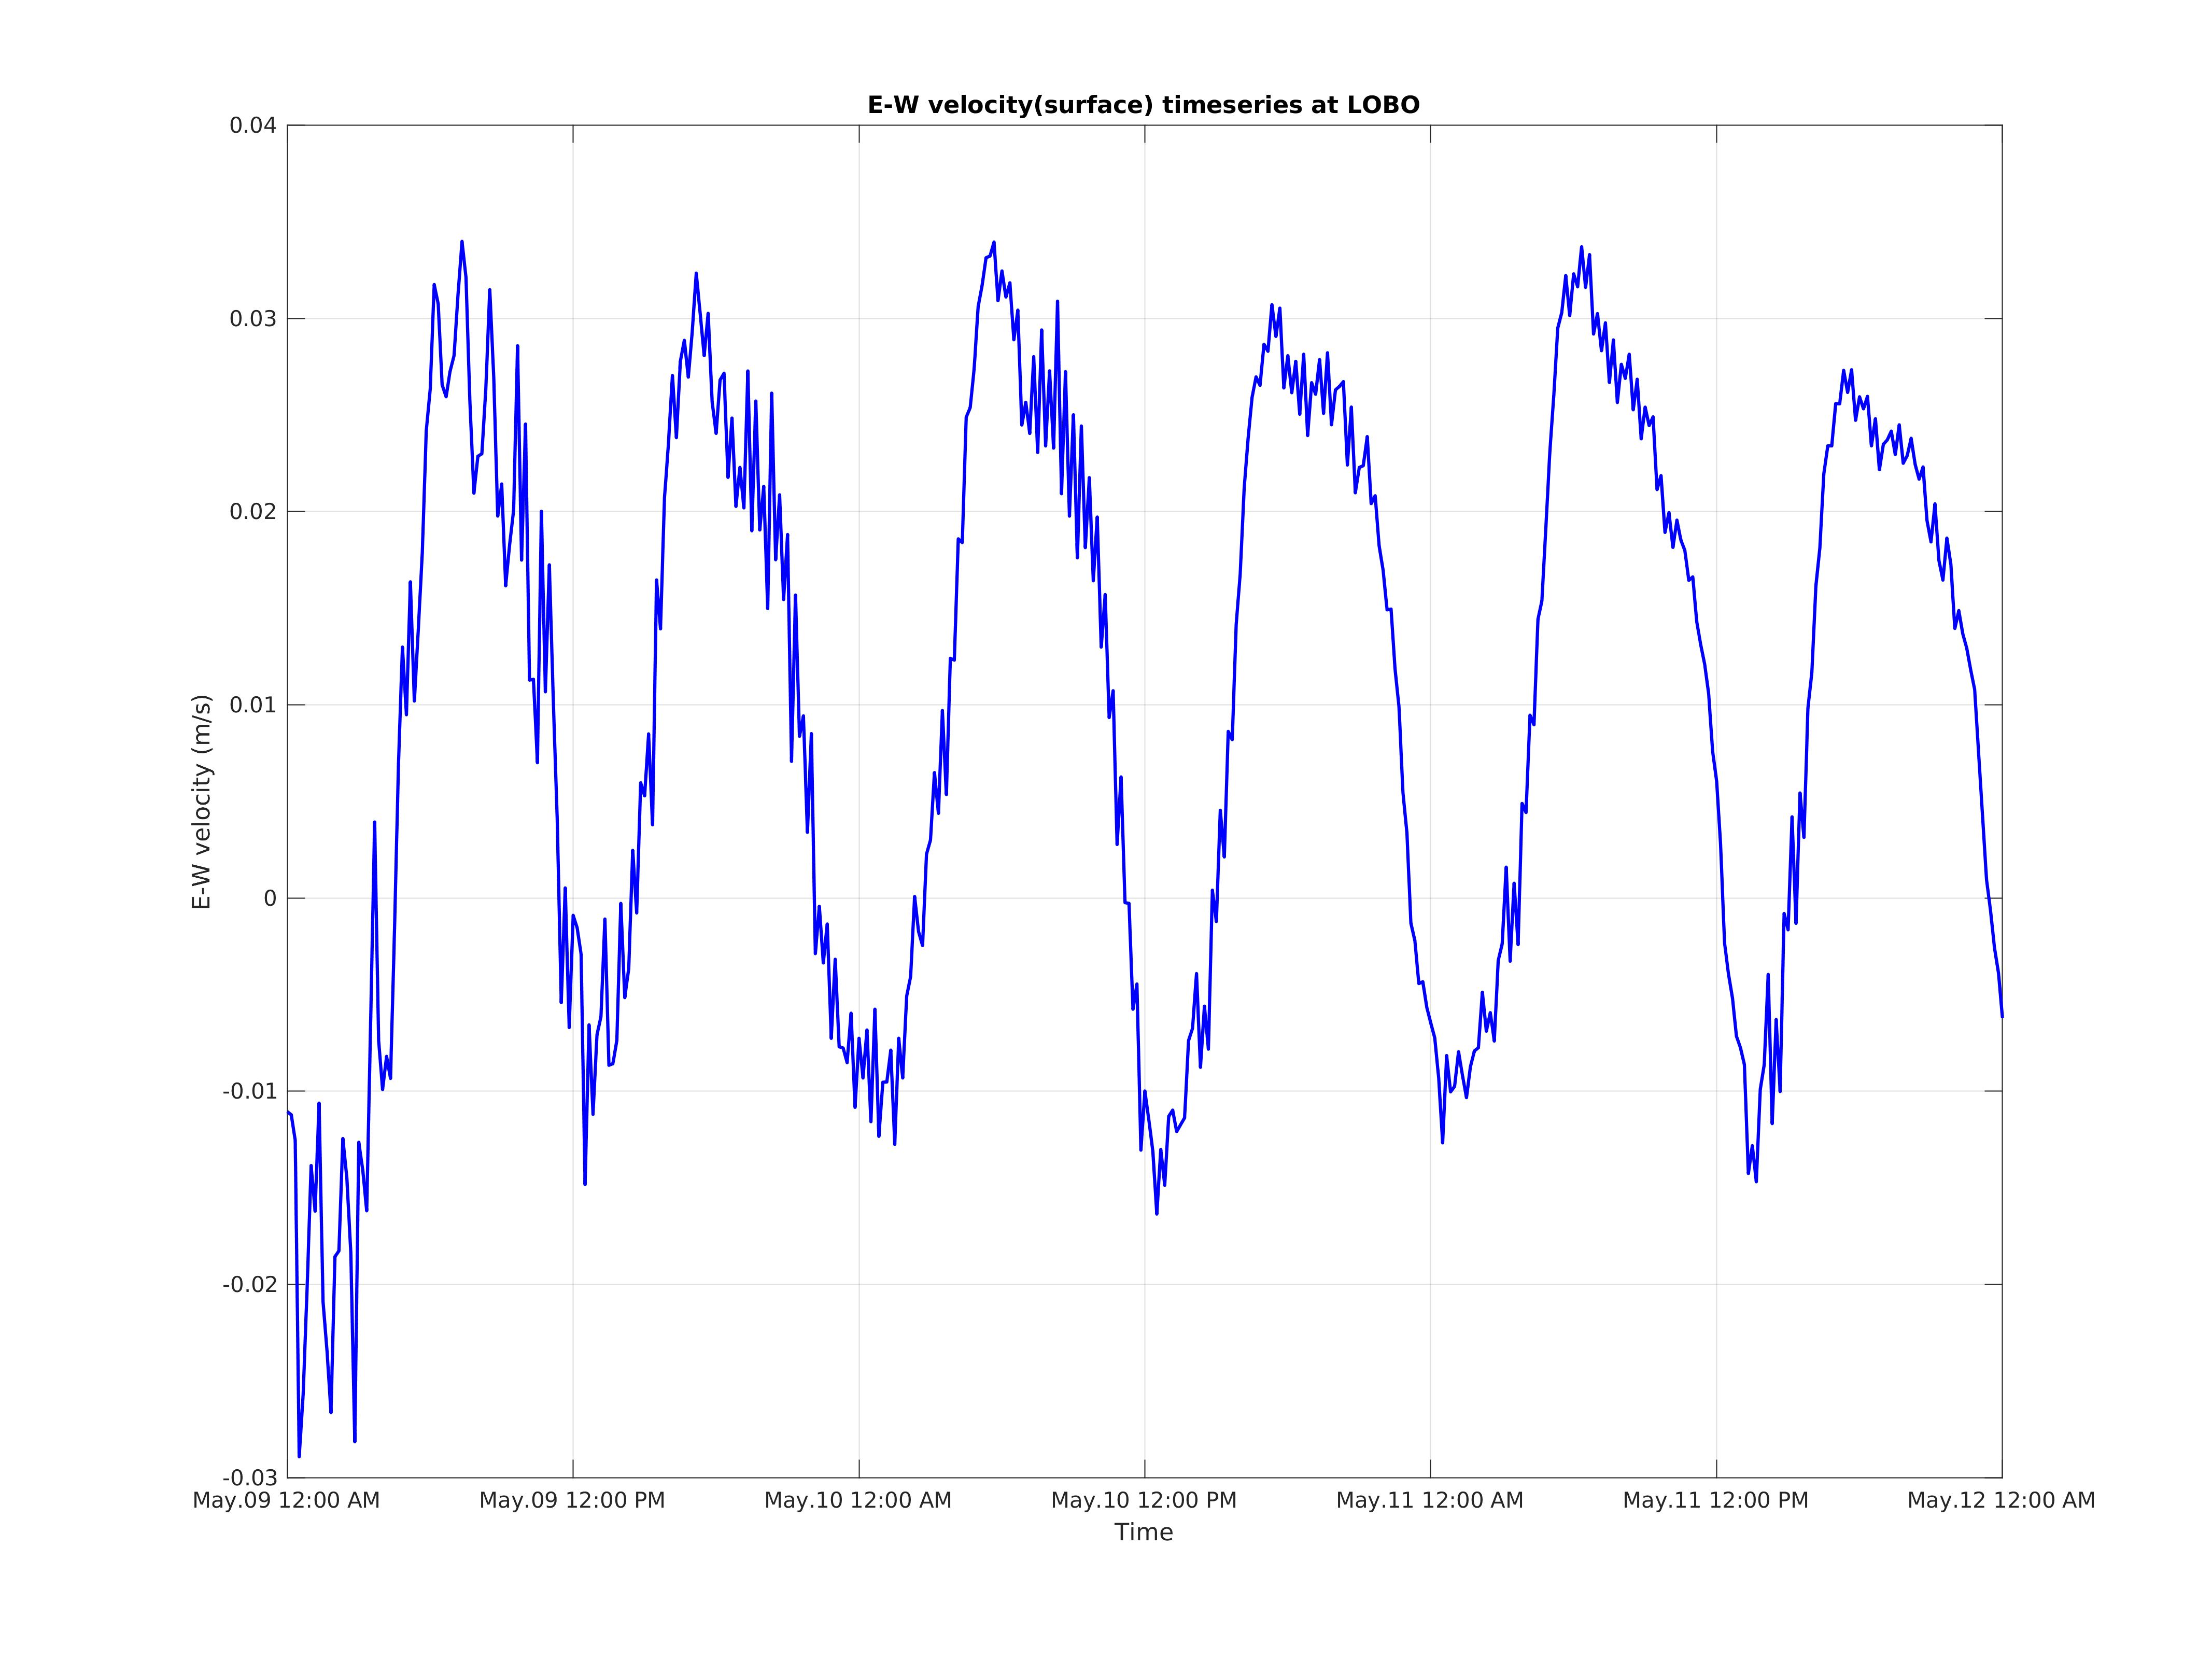 E-W velocity(surface) timeseries at LOBO
0.04
0.03
0.02
0.01
0
-0.01
-0.02
-0.03
E-W velocity (m/s)
May.09 12:00 AM May.09 12:00 PM May.10 12:00 AM May.10 12:00 PM May.11 12:00 AM May.11 12:00 PM May.12 12:00 AM
Time